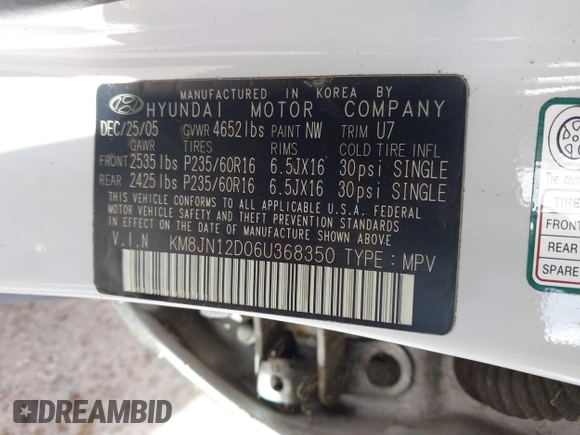 MANUFACTURED IN KOREA BY
HYUNDAI MOTOR COMPANY
DEC/25/05 GVWR 4652lbs PAINT NW TRIM U7
GAWR TIRES RIMS COLD TIRE INFL
FRONT 2535lbs P235/60R16 6.5JX16 30psi SINGLE
REAR 2425lbs P235/60R16 6.5JX16 30psi SINGLE
THIS VEHICLE CONFORMS TO ALL APPLICABLE U.S.A. FEDERAL
MOTOR VEHICLE SAFETY AND THEFT PREVENTION STANDARDS
IN EFFECT ON THE DATE OF MANUFACTURE SHOWN ABOVE
V.I.N KM8JN12D06U368350 TYPE : MPV
TIRE
FRONT
REAR
SPARE
DREAMBID